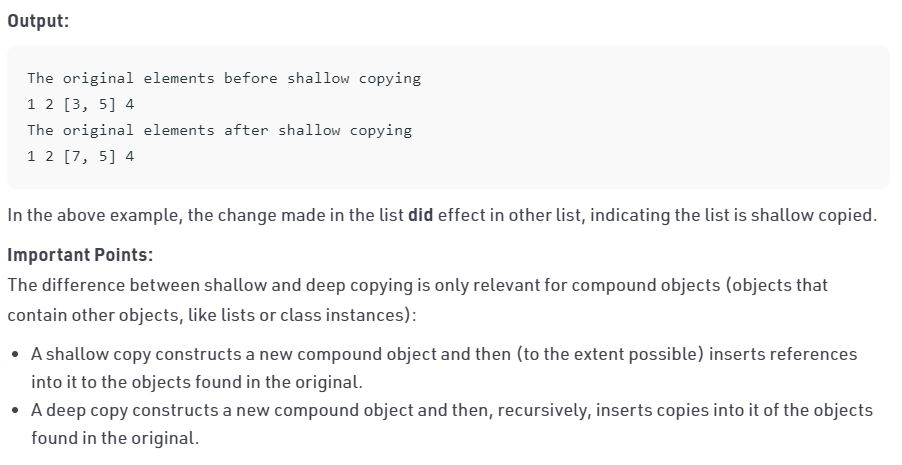 Output:
The original elements before shallow copying
1 2 [3, 5] 4
The original elements after shallow copying
1 2 [7, 5] 4
In the above example, the change made in the list did effect in other list, indicating the list is shallow copied.
Important Points:
The difference between shallow and deep copying is only relevant for compound objects (objects that
contain other objects, like lists or class instances):
• A shallow copy constructs a new compound object and then (to the extent possible) inserts references
into it to the objects found in the original.
• A deep copy constructs a new compound object and then, recursively, inserts copies into it of the objects
found in the original.